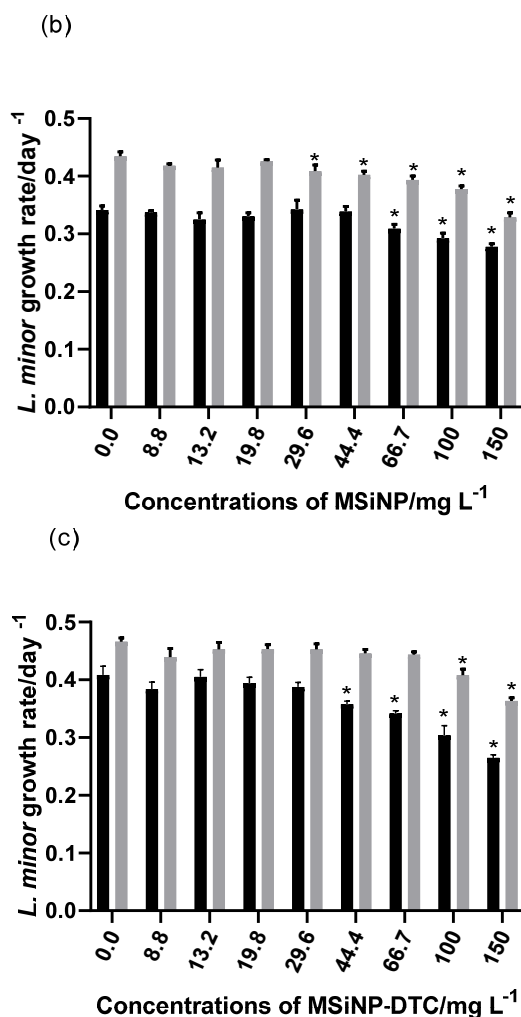 (b)
L. minor growth rate/day -1
0.5
0.4
0.3
0.2
0.1
0.0
* * * * *
* * *
0.0 8.8 13.2 19.8 29.6 44.4 66.7 100 150
Concentrations of MSiNP/mg L-1
(c)
L. minor growth rate/day -1
0.5
0.4
0.3
0.2
0.1
0.0
* *
* * * *
0.0 8.8 13.2 19.8 29.6 44.4 66.7 100 150
Concentrations of MSiNP-DTC/mg L-1